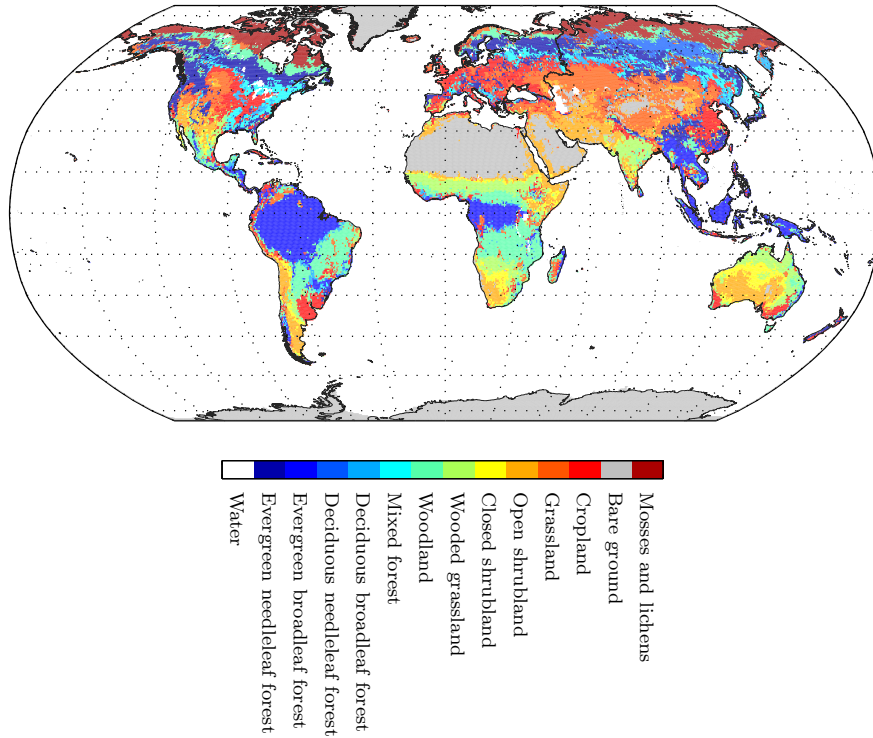 Water
Evergreen needleleaf forest
Evergreen broadleaf forest
Deciduous needleleaf forest
Deciduous broadleaf forest
Mixed forest
Woodland
Wooded grassland
Closed shrubland
Open shrubland
Grassland
Cropland
Bare ground
Mosses and lichens